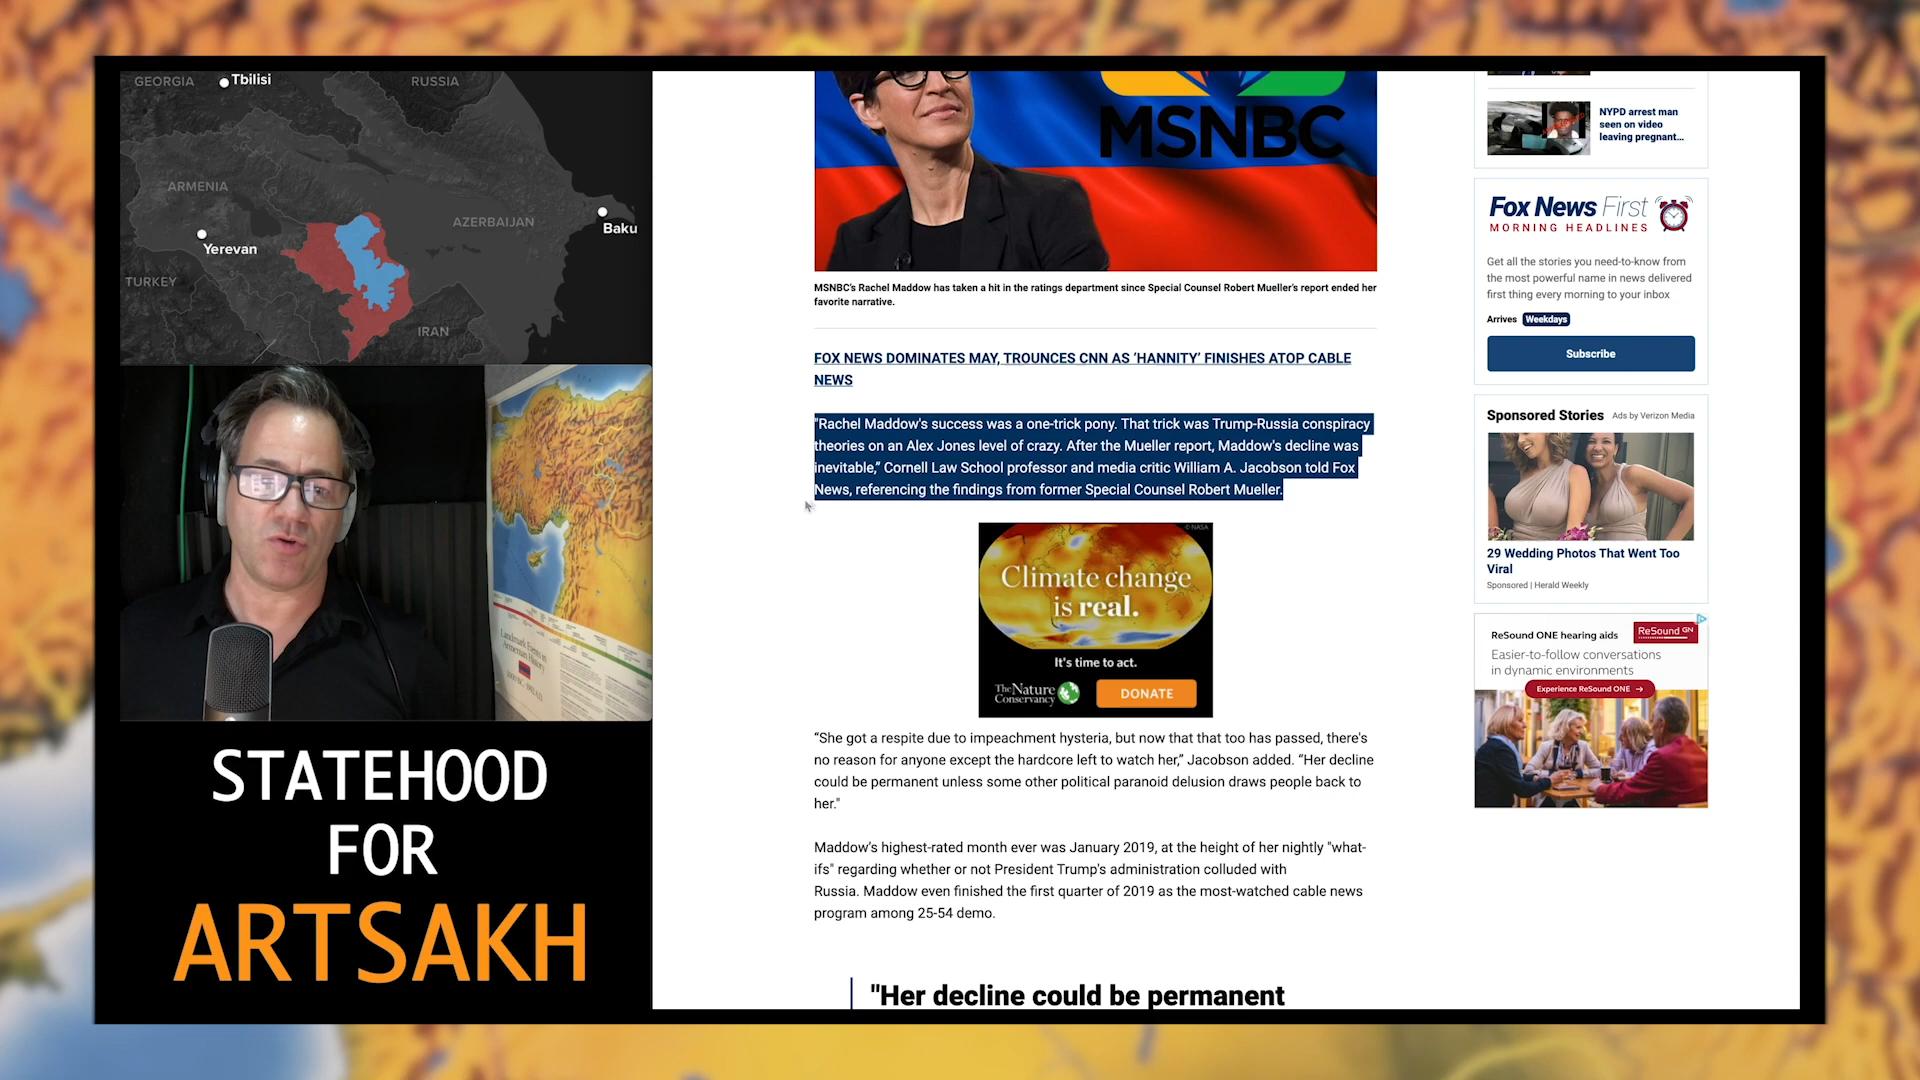 GEORGIA
Tbilisi
RUSSIA
ARMENIA
AZERBAIJAN
Baku
Yerevan
TURKEY
IRAN
Landmark Events in
Armenian History
STATEHOOD
FOR
ARTSAKH
MSNBC
MSNBC's Rachel Maddow has taken a hit in the ratings department since Special Counsel Robert Mueller's report ended her
favorite narrative.
FOX NEWS DOMINATES MAY, TROUNCES CNN AS 'HANNITY' FINISHES ATOP CABLE
NEWS
"Rachel Maddow's success was a one-trick pony. That trick was Trump-Russia conspiracy
theories on an Alex Jones level of crazy. After the Mueller report, Maddow's decline was
inevitable,” Cornell Law School professor and media critic William A. Jacobson told Fox
News, referencing the findings from former Special Counsel Robert Mueller.
© NASA
Climate change
is real.
It's time to act.
The Nature
Conservancy
DONATE
“She got a respite due to impeachment hysteria, but now that that too has passed, there's
no reason for anyone except the hardcore left to watch her,” Jacobson added. “Her decline
could be permanent unless some other political paranoid delusion draws people back to
her."
Maddow's highest-rated month ever was January 2019, at the height of her nightly "what-
ifs" regarding whether or not President Trump's administration colluded with
Russia. Maddow even finished the first quarter of 2019 as the most-watched cable news
program among 25-54 demo.
"Her decline could be permanent
NYPD arrest man
seen on video
leaving pregnant...
Fox News First
MORNING HEADLINES
Get all the stories you need-to-know from
the most powerful name in news delivered
first thing every morning to your inbox
Arrives Weekdays
Subscribe
Sponsored Stories Ads by Verizon Media
29 Wedding Photos That Went Too
Viral
Sponsored | Herald Weekly
ReSound ONE hearing aids
ReSound GN
Easier-to-follow conversations
in dynamic environments
Experience ReSound ONE →